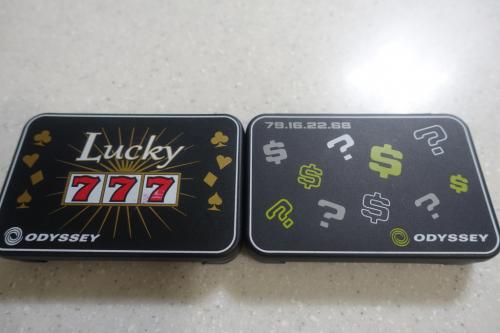 Lucky
777
ODYSSEY
79.16.22.68
$ ? $ ? $
? ? $ ? $
ODYSSEY